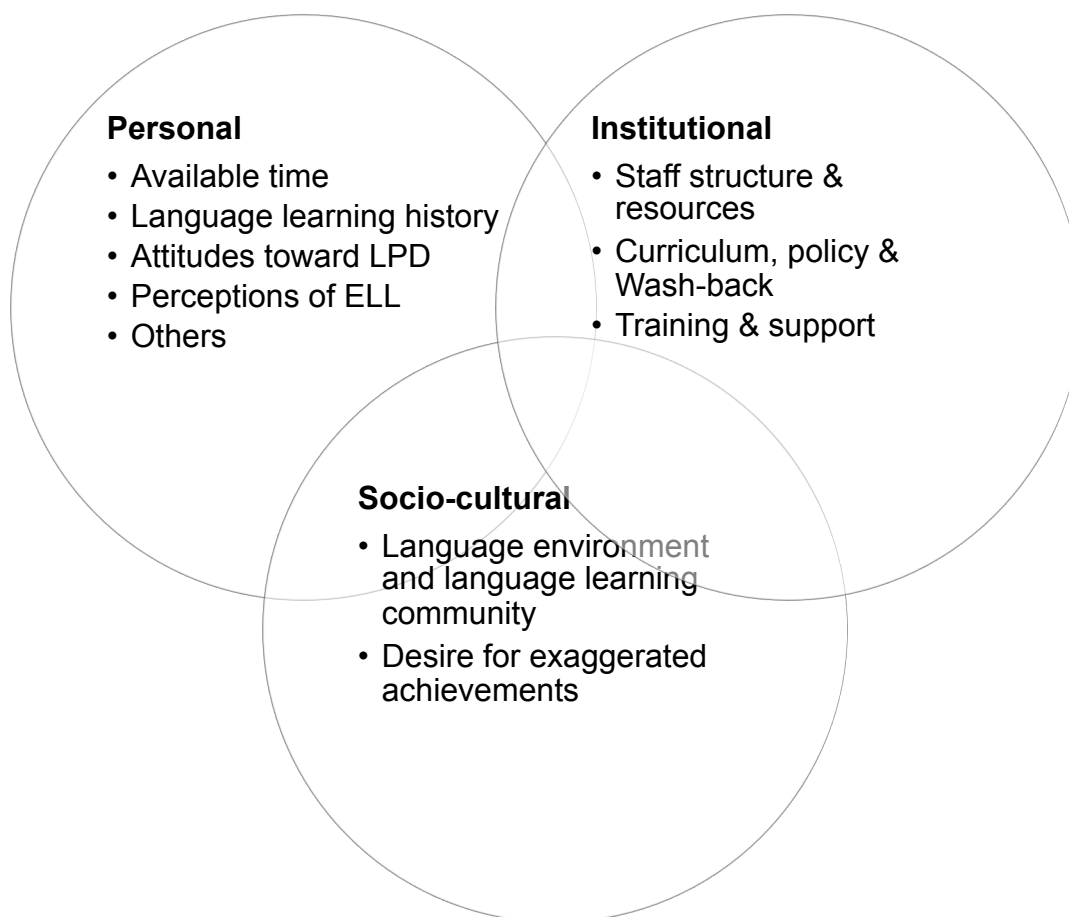 Personal
• Available time
• Language learning history
• Attitudes toward LPD
• Perceptions of ELL
• Others
Institutional
• Staff structure &
resources
• Curriculum, policy &
Wash-back
• Training & support
Socio-cultural
• Language environment
and language learning
community
• Desire for exaggerated
achievements